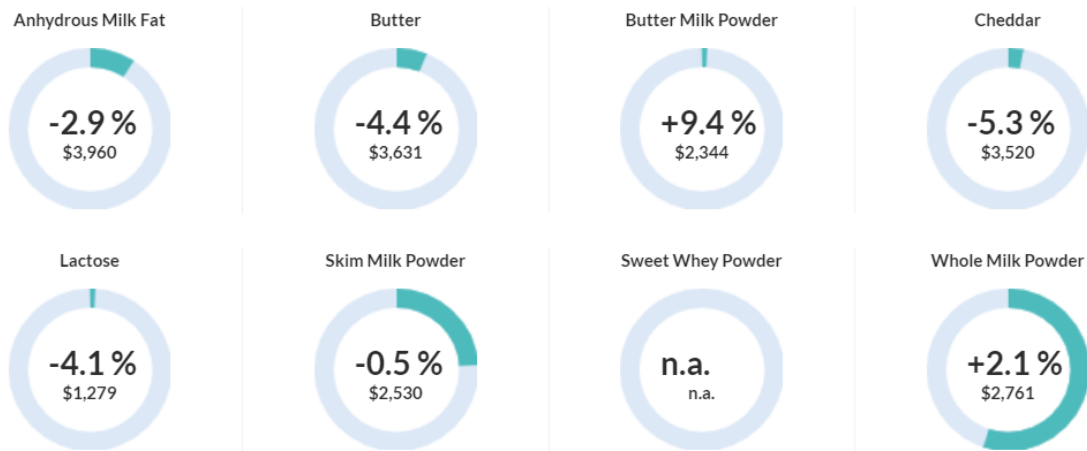 Anhydrous Milk Fat
-2.9 %
$3,960
Butter
-4.4 %
$3,631
Butter Milk Powder
+9.4 %
$2,344
Cheddar
-5.3 %
$3,520
Lactose
-4.1 %
$1,279
Skim Milk Powder
-0.5 %
$2,530
Sweet Whey Powder
n.a.
n.a.
Whole Milk Powder
+2.1 %
$2,761